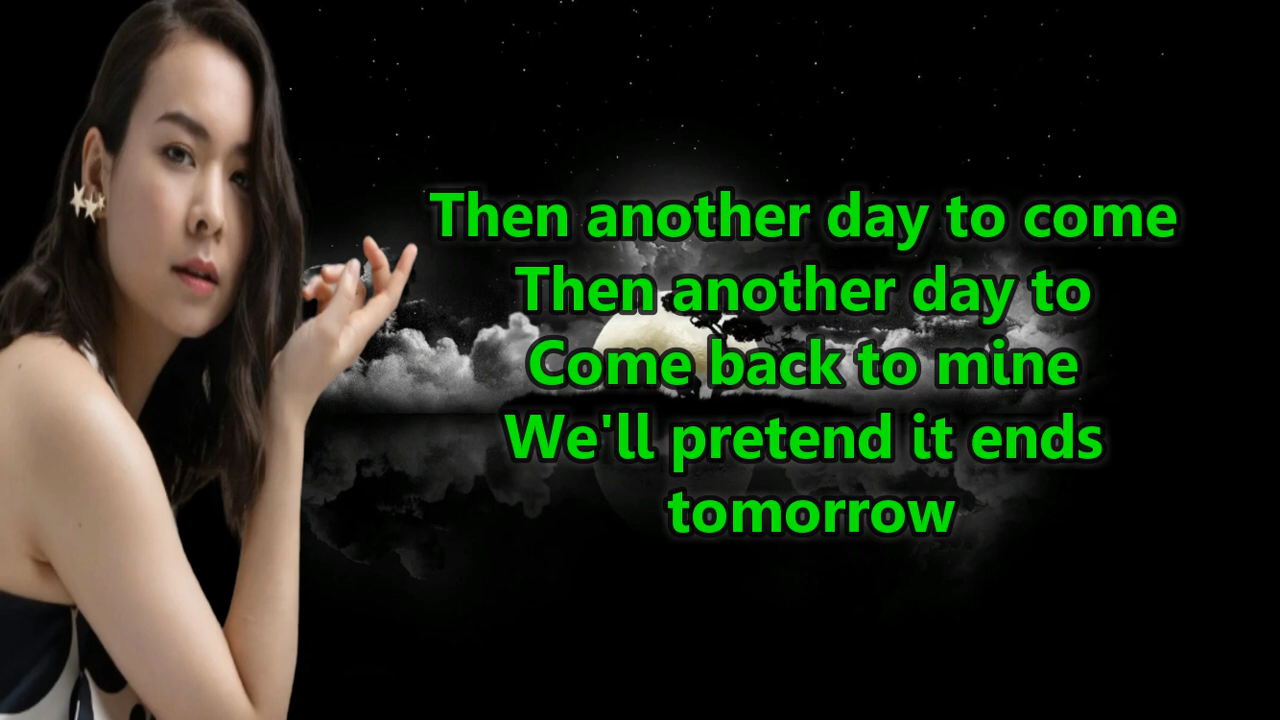 Then another day to come
Then another day to
Come back to mine
We'll pretend it ends
tomorrow